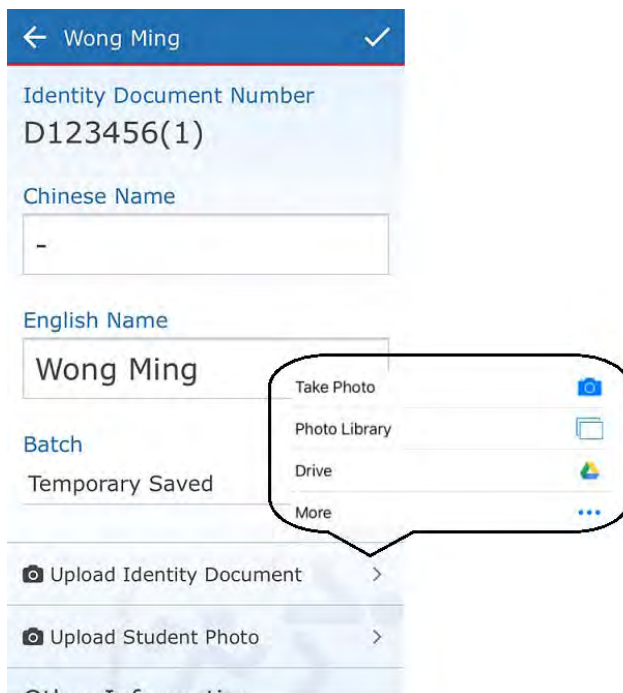 Wong Ming
Identity Document Number
D123456(1)
Chinese Name
-
English Name
Wong Ming
Batch
Temporary Saved
Take Photo
Photo Library
Drive
More
Upload Identity Document
Upload Student Photo